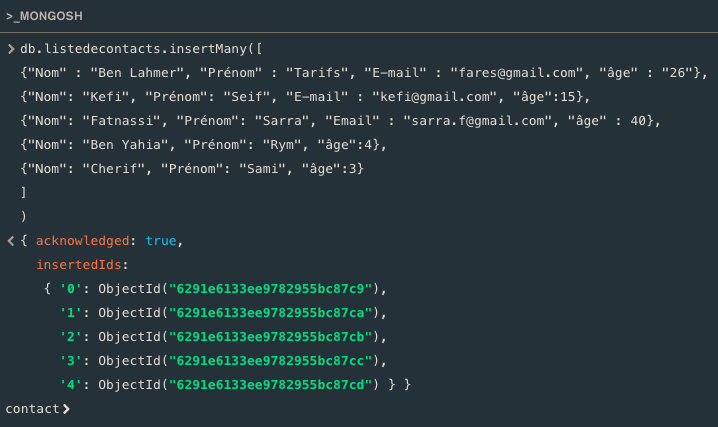 >_MONGOSH
> db.listedecontacts.insertMany([
{"Nom" : "Ben Lahmer", "Prénom" : "Tarifs", "E-mail" : "fares@gmail.com", "âge" : "26"},
{"Nom": "Kefi", "Prénom": "Seif", "E-mail" : "kefi@gmail.com", "âge":15},
{"Nom": "Fatnassi", "Prénom": "Sarra", "Email" : "sarra.f@gmail.com", "âge" : 40},
{"Nom": "Ben Yahia", "Prénom": "Rym", "âge":4},
{"Nom": "Cherif", "Prénom": "Sami", "âge":3}
]
)
< { acknowledged: true,
insertedIds:
{ '0': ObjectId("6291e6133ee9782955bc87c9"),
'1': ObjectId("6291e6133ee9782955bc87ca"),
'2': ObjectId("6291e6133ee9782955bc87cb"),
'3': ObjectId("6291e6133ee9782955bc87cc"),
'4': ObjectId("6291e6133ee9782955bc87cd") } }
contact>